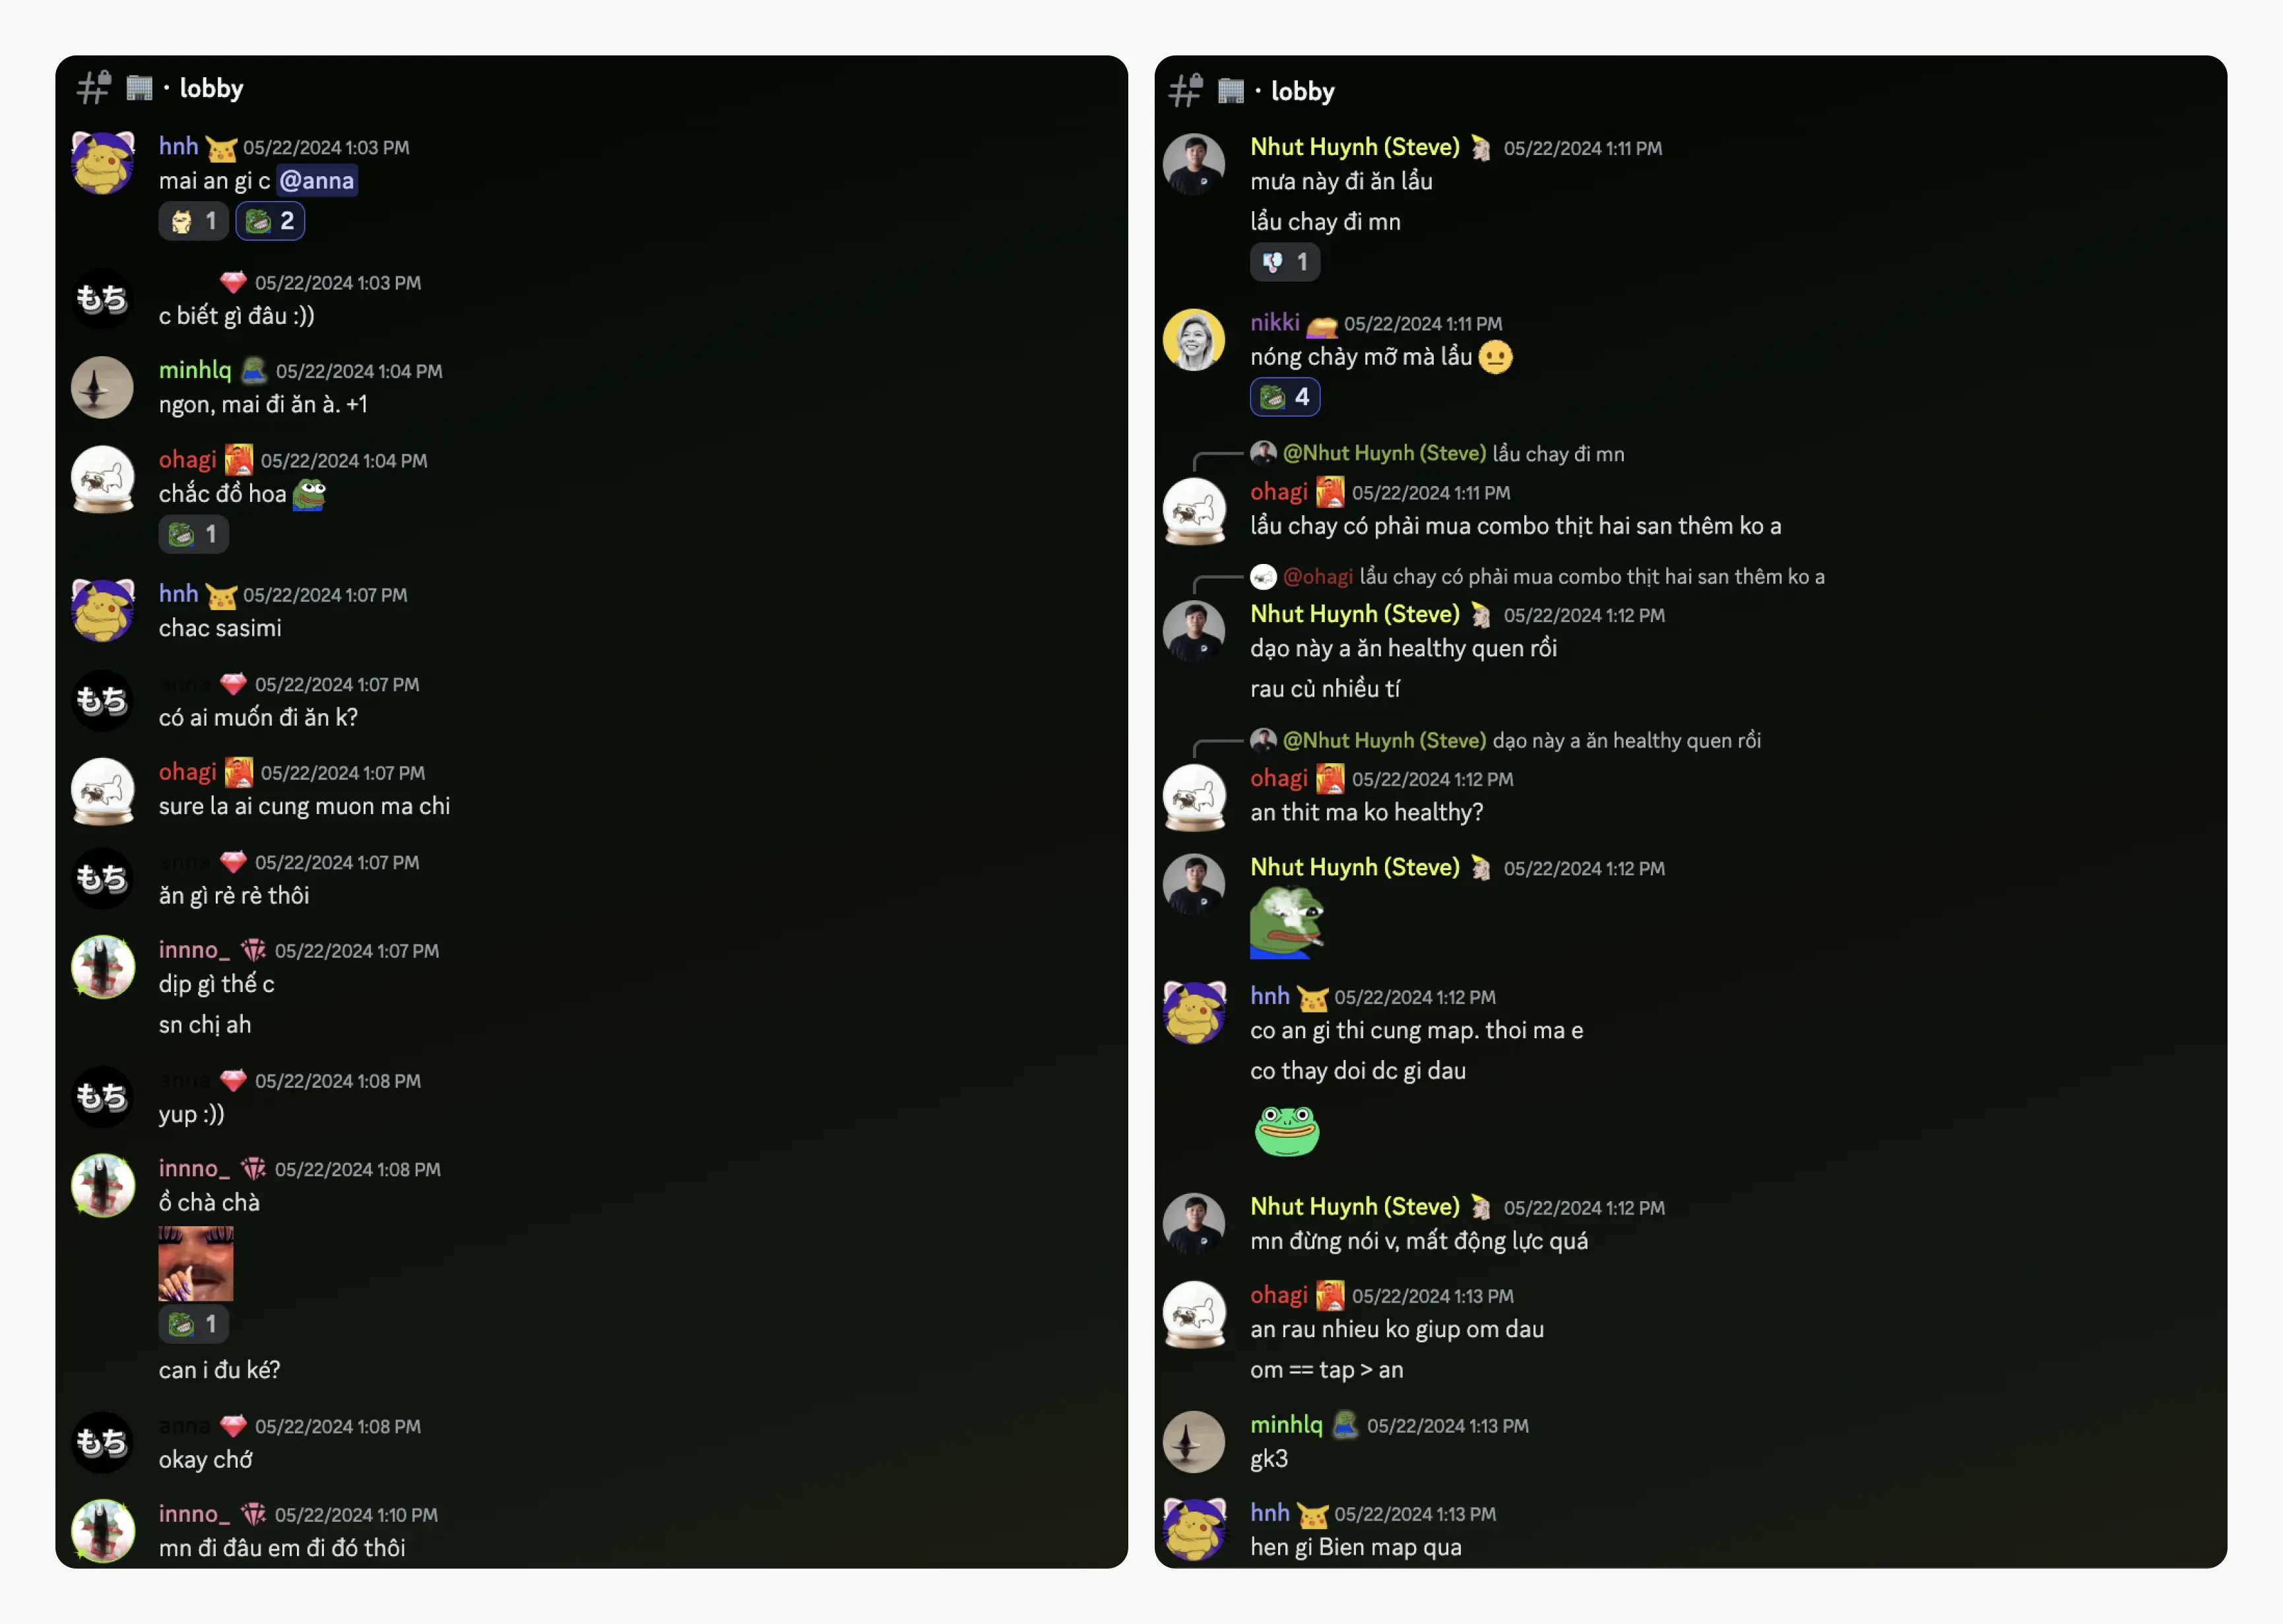 · lobby
hnh 05/22/2024 1:03 PM
mai an gi c @anna
1 2
もち
05/22/2024 1:03 PM
c biết gì đâu :))
minhlq 05/22/2024 1:04 PM
ngon, mai đi ăn à. +1
ohagi 05/22/2024 1:04 PM
chắc đồ hoa
1
hnh 05/22/2024 1:07 PM
chac sasimi
もち
anna 05/22/2024 1:07 PM
có ai muốn đi ăn k?
ohagi 05/22/2024 1:07 PM
sure la ai cung muon ma chi
もち
anna 05/22/2024 1:07 PM
ăn gì rẻ rẻ thôi
innno_ 05/22/2024 1:07 PM
dịp gì thế c
sn chị ah
もち
anna 05/22/2024 1:08 PM
yup :))
innno_ 05/22/2024 1:08 PM
ồ chà chà
1
can i đu ké?
もち
anna 05/22/2024 1:08 PM
okay chớ
innno_ 05/22/2024 1:10 PM
mn đi đâu em đi đó thôi
· lobby
Nhut Huynh (Steve) 05/22/2024 1:11 PM
mưa này đi ăn lẩu
lẩu chay đi mn
1
nikki 05/22/2024 1:11 PM
nóng chảy mỡ mà lẩu
4
@Nhut Huynh (Steve) lẩu chay đi mn
ohagi 05/22/2024 1:11 PM
lẩu chay có phải mua combo thịt hai san thêm ko a
@ohagi lẩu chay có phải mua combo thịt hai san thêm ko a
Nhut Huynh (Steve) 05/22/2024 1:12 PM
dạo này a ăn healthy quen rồi
rau củ nhiều tí
@Nhut Huynh (Steve) dạo này a ăn healthy quen rồi
ohagi 05/22/2024 1:12 PM
an thit ma ko healthy?
Nhut Huynh (Steve) 05/22/2024 1:12 PM
hnh 05/22/2024 1:12 PM
co an gi thi cung map. thoi ma e
co thay doi dc gi dau
Nhut Huynh (Steve) 05/22/2024 1:12 PM
mn đừng nói v, mất động lực quá
ohagi 05/22/2024 1:13 PM
an rau nhieu ko giup om dau
om == tap > an
minhlq 05/22/2024 1:13 PM
gk3
hnh 05/22/2024 1:13 PM
hen gi Bien map qua